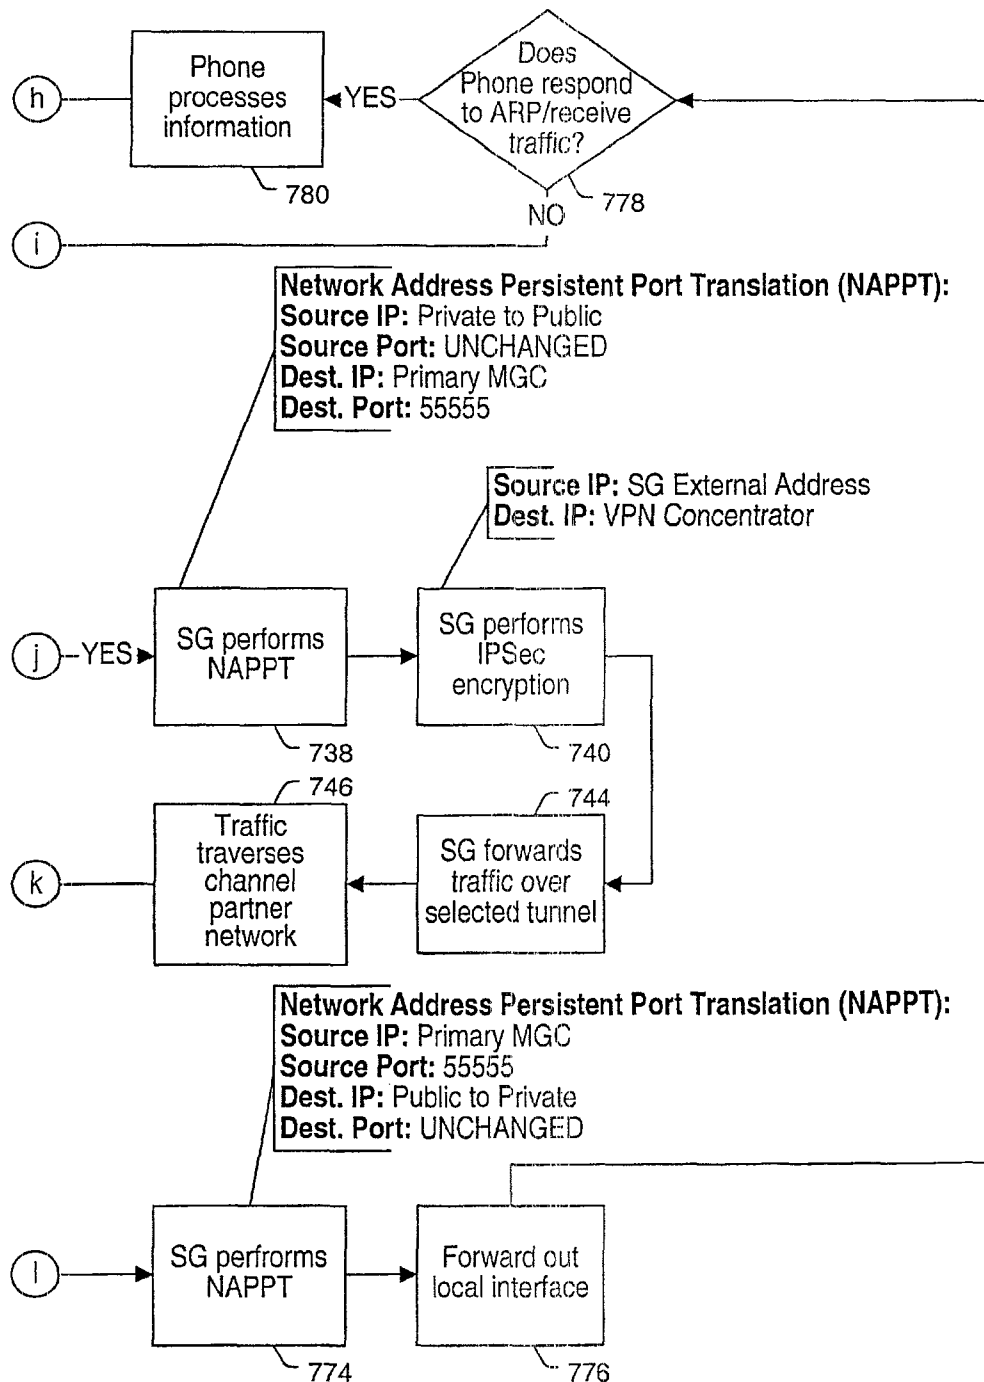 h
Phone
processes
information
780
YES
Does
Phone respond
to ARP/receive
traffic?
778
NO
i
Network Address Persistent Port Translation (NAPPT):
Source IP: Private to Public
Source Port: UNCHANGED
Dest. IP: Primary MGC
Dest. Port: 55555
Source IP: SG External Address
Dest. IP: VPN Concentrator
j
YES
SG performs
NAPPT
738
SG performs
IPSec
encryption
740
746
744
k
Traffic
traverses
channel
partner
network
SG forwards
traffic over
selected tunnel
Network Address Persistent Port Translation (NAPPT):
Source IP: Primary MGC
Source Port: 55555
Dest. IP: Public to Private
Dest. Port: UNCHANGED
l
SG perfroms
NAPPT
774
Forward out
local interface
776